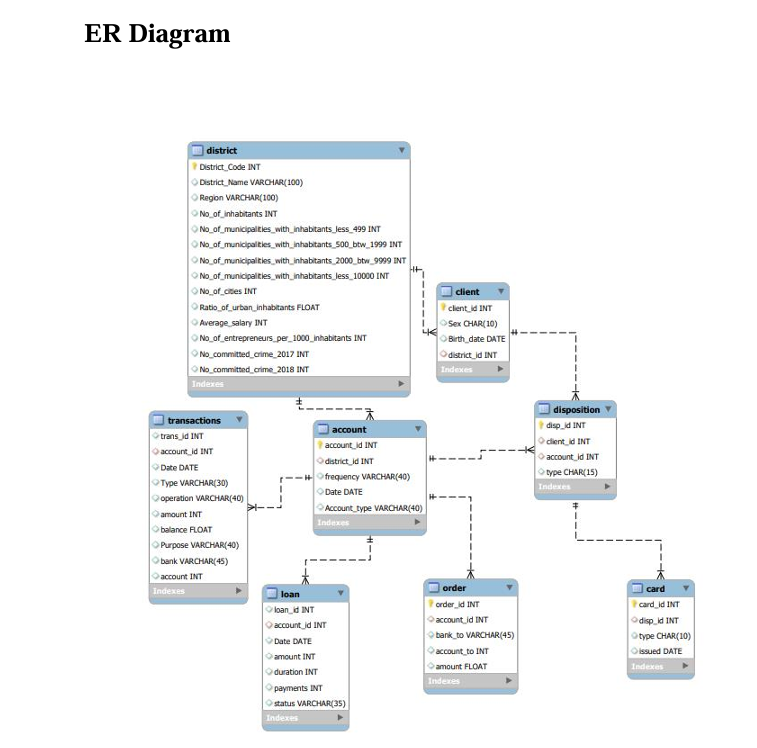 ER Diagram
district
District_Code INT
District_Name VARCHAR(100)
Region VARCHAR(100)
No_of_inhabitants INT
No_of_municipalities_with_inhabitants_less_499 INT
No_of_municipalities_with_inhabitants_500_btw_1999 INT
No_of_municipalities_with_inhabitants_2000_btw_9999 INT
No_of_municipalities_with_inhabitants_less_10000 INT
No_of_cities INT
Ratio_of_urban_inhabitants FLOAT
Average_salary INT
No_of_entrepreneurs_per_1000_inhabitants INT
No_committed_crime_2017 INT
No_committed_crime_2018 INT
Indexes
client
client_id INT
Sex CHAR(10)
Birth_date DATE
district_id INT
Indexes
transactions
trans_id INT
account_id INT
Date DATE
Type VARCHAR(30)
operation VARCHAR(40)
amount INT
balance FLOAT
Purpose VARCHAR(40)
bank VARCHAR(45)
account INT
Indexes
account
account_id INT
district_id INT
frequency VARCHAR(40)
Date DATE
Account_type VARCHAR(40)
Indexes
disposition
disp_id INT
client_id INT
account_id INT
type CHAR(15)
Indexes
loan
loan_id INT
account_id INT
Date DATE
amount INT
duration INT
payments INT
status VARCHAR(35)
Indexes
order
order_id INT
account_id INT
bank_to VARCHAR(45)
account_to INT
amount FLOAT
Indexes
card
card_id INT
disp_id INT
type CHAR(10)
issued DATE
Indexes